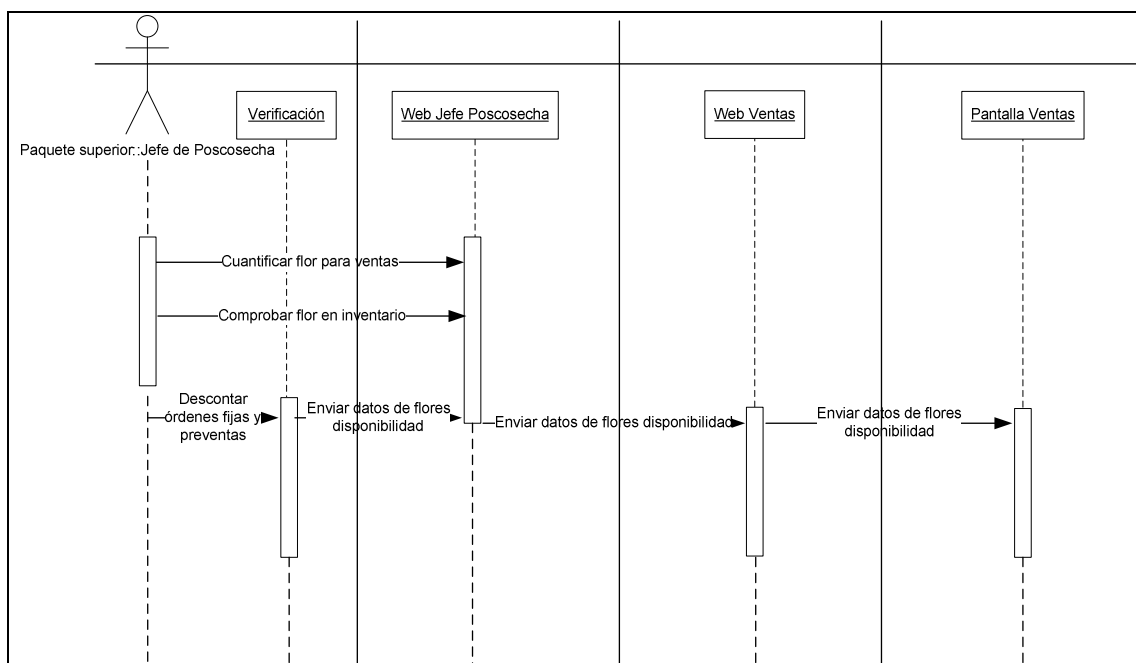 Verificación
Web Jefe Poscosecha
Web Ventas
Pantalla Ventas
Paquete superior::Jefe de Poscosecha
Cuantificar flor para ventas
Comprobar flor en inventario
Descontar
órdenes fijas y
preventas
Enviar datos de flores
disponibilidad
Enviar datos de flores disponibilidad
Enviar datos de flores
disponibilidad